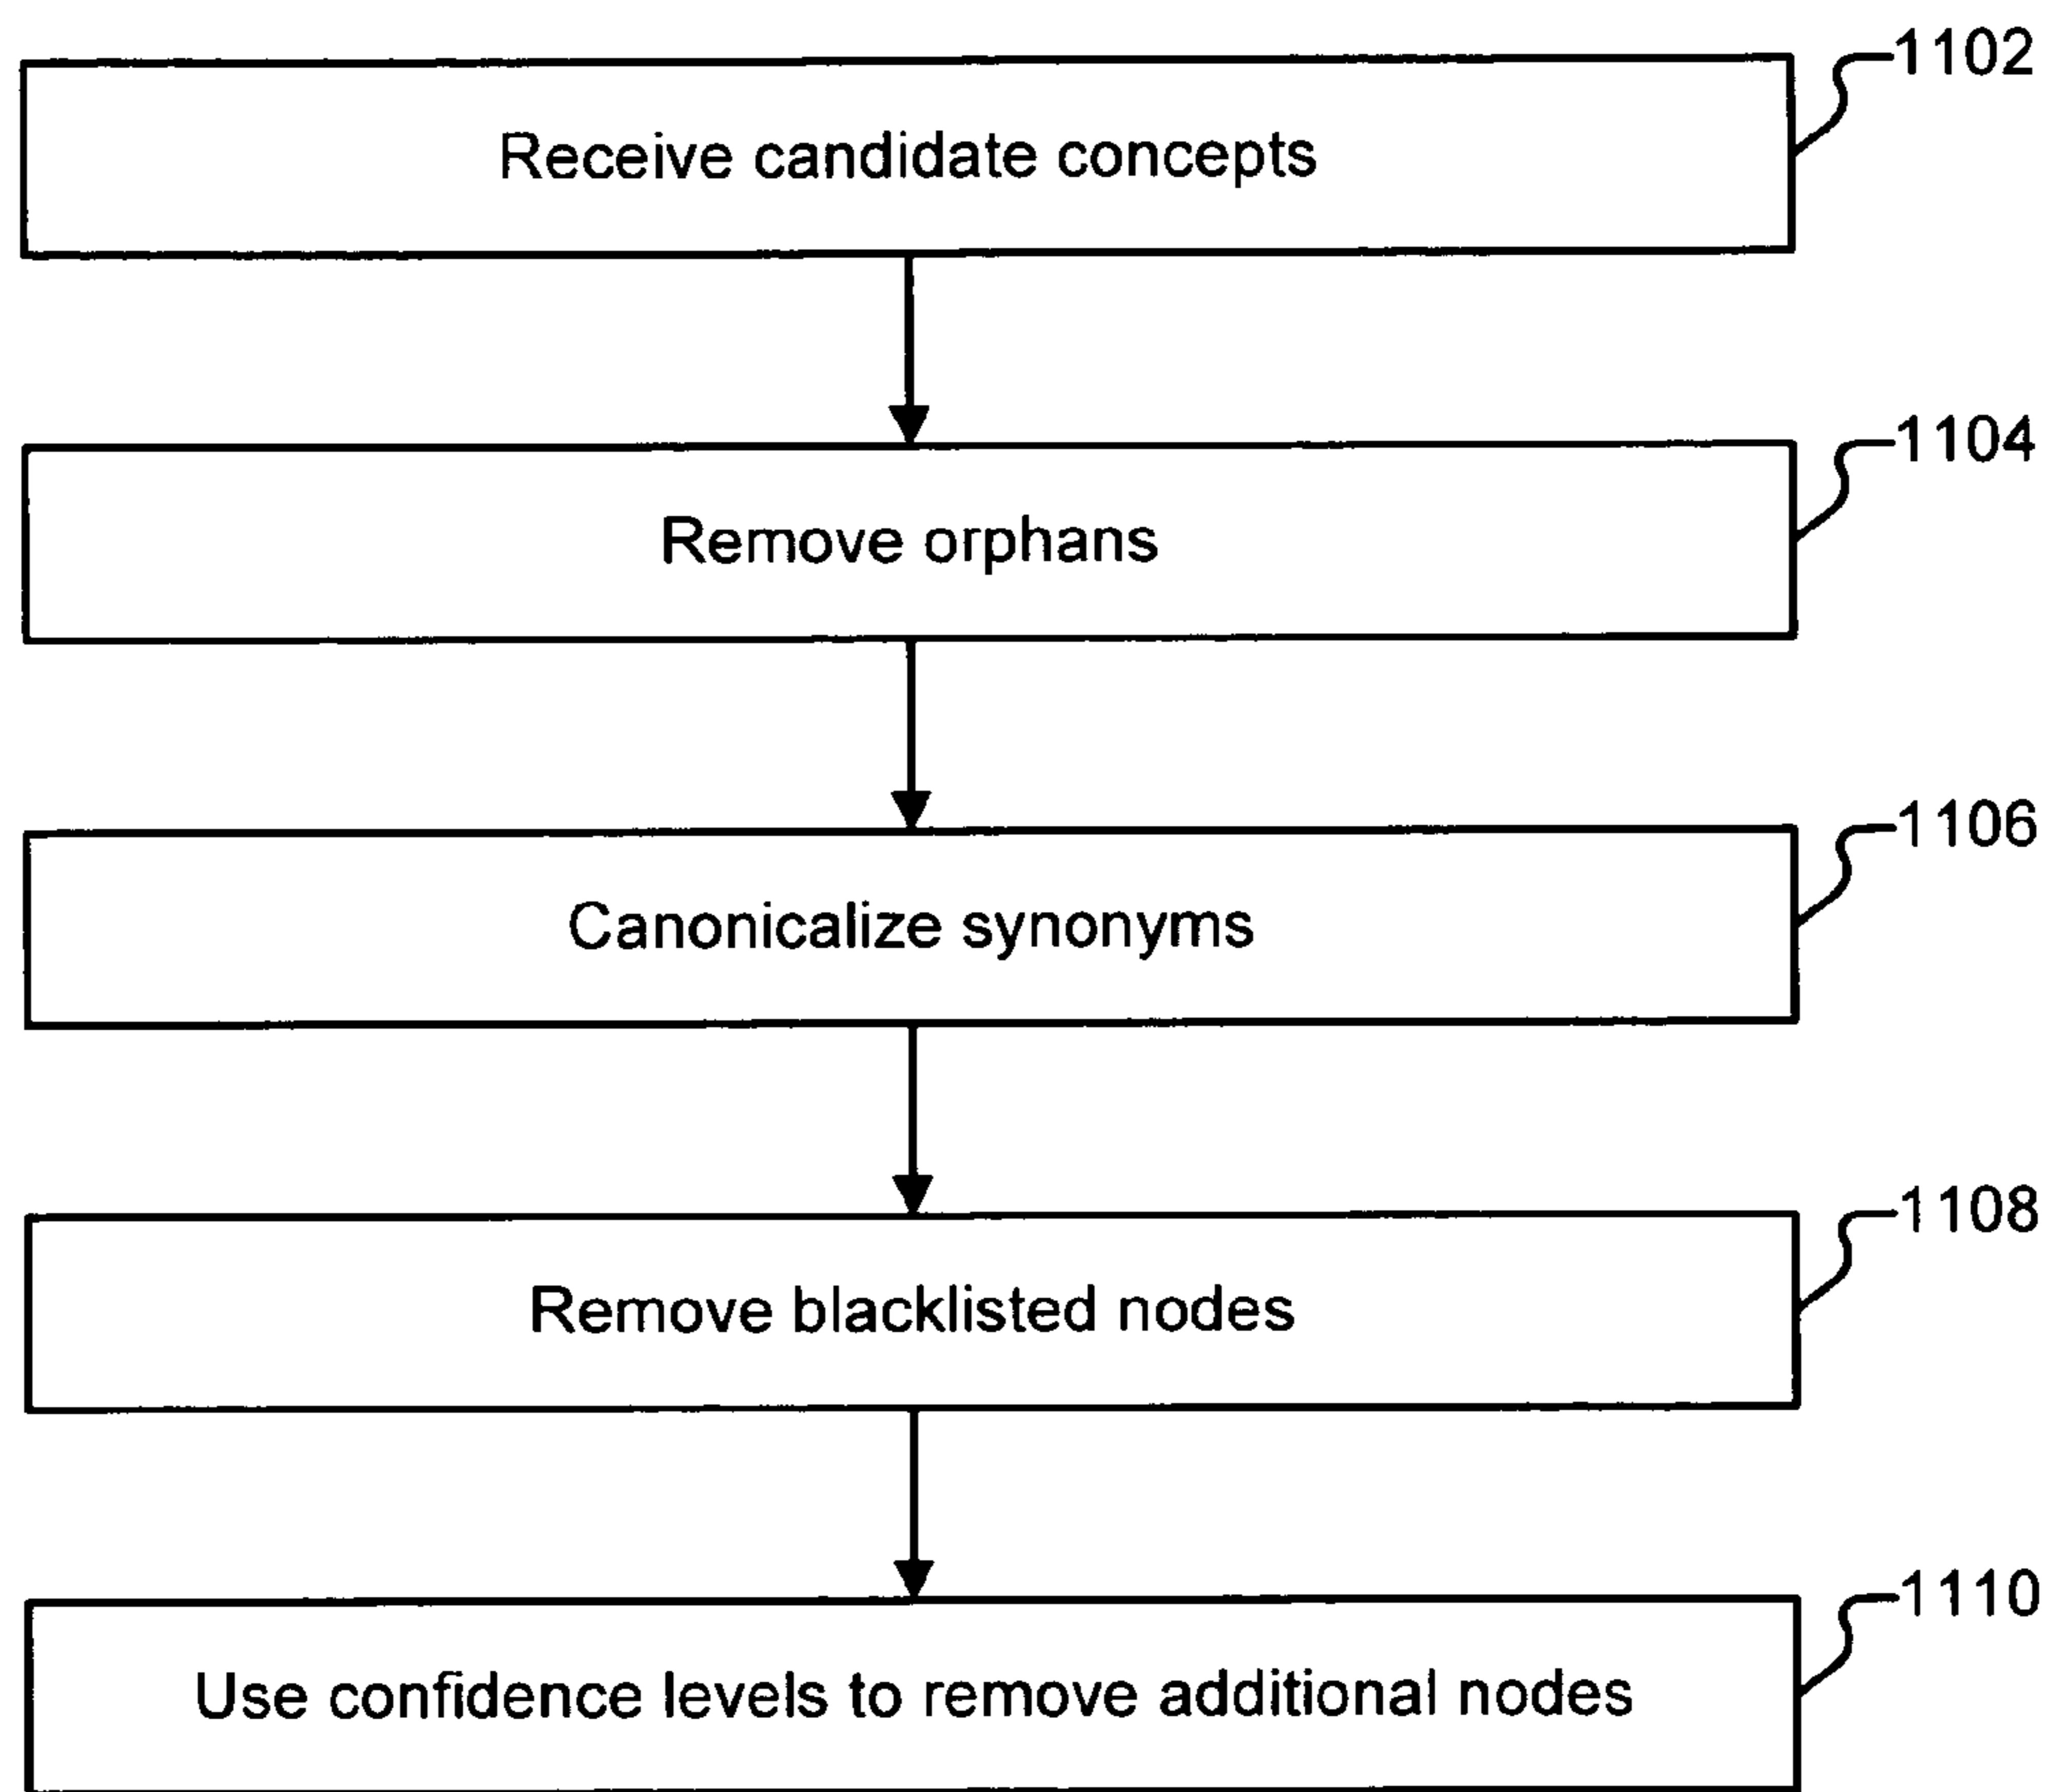 1102
Receive candidate concepts
1104
Remove orphans
1106
Canonicalize synonyms
1108
Remove blacklisted nodes
1110
Use confidence levels to remove additional nodes